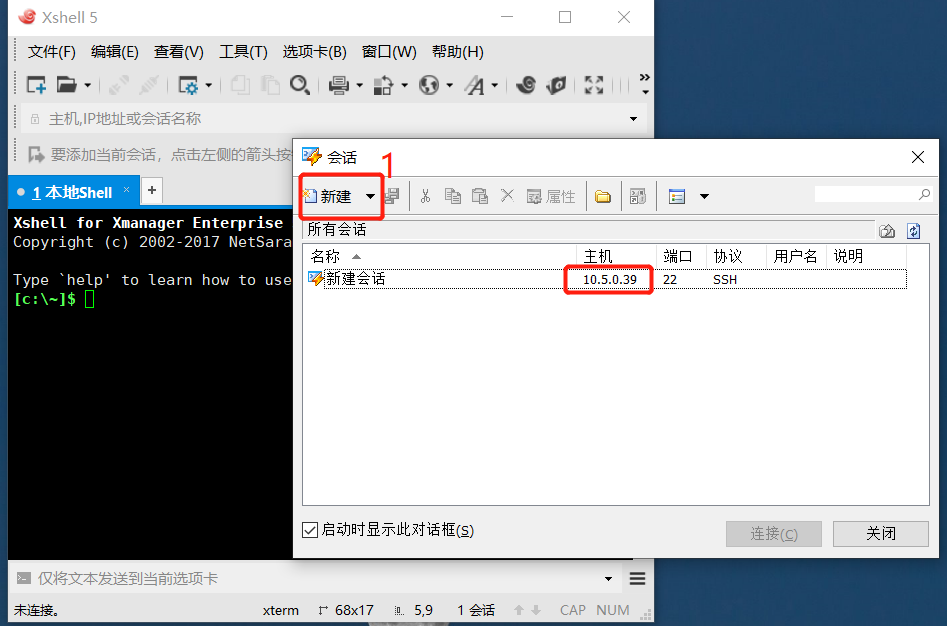 Xshell 5
文件(F) 编辑(E) 查看(V) 工具(T) 选项卡(B) 窗口(W) 帮助(H)
主机,IP地址或会话名称
要添加当前会话，点击左侧的箭头按
1 本地Shell × +
Xshell for Xmanager Enterprise
Copyright (c) 2002-2017 NetSara
Type `help' to learn how to use
[c:\~]$
会话
1
新建 属性
所有会话
名称 主机 端口 协议 用户名 说明
新建会话 10.5.0.39 22 SSH
启动时显示此对话框(S)
连接(C) 关闭
仅将文本发送到当前选项卡
未连接。 xterm 68x17 5,9 1 会话 CAP NUM